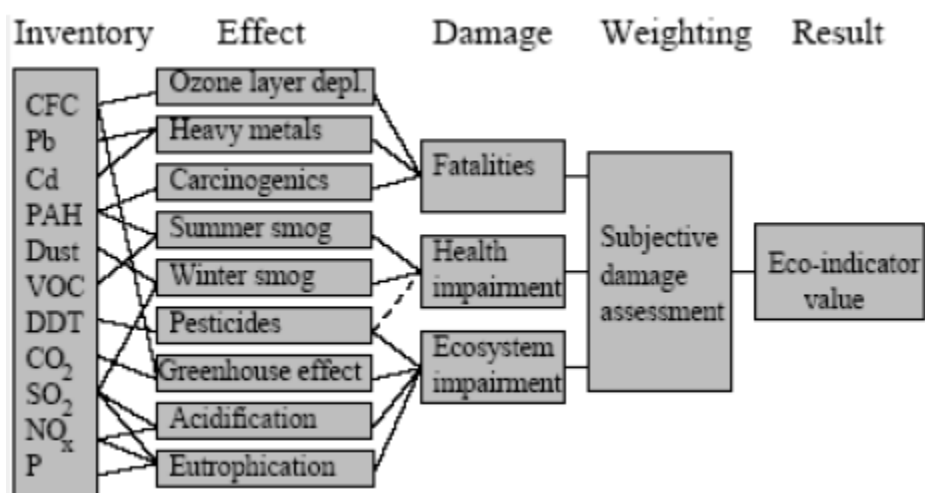 Inventory Effect Damage Weighting Result
CFC
Pb
Cd
PAH
Dust
VOC
DDT
CO2
SO2
NOx
P
Ozone layer depl.
Heavy metals
Carcinogenics
Summer smog
Winter smog
Pesticides
Greenhouse effect
Acidification
Eutrophication
Fatalities
Health
impairment
Ecosystem
impairment
Subjective
damage
assessment
Eco-indicator
value